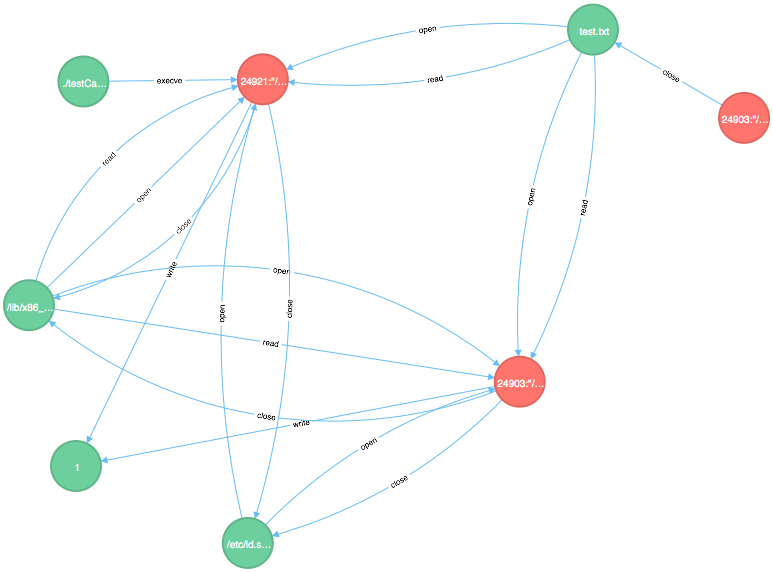 open
test.txt
close
./testCa...
execve
24921:"/...
read
24903:"/...
read
open
open
read
close
write
/lib/x86_...
open
open
close
read
24903:"/...
close
write
1
open
close
/etc/ld.s...